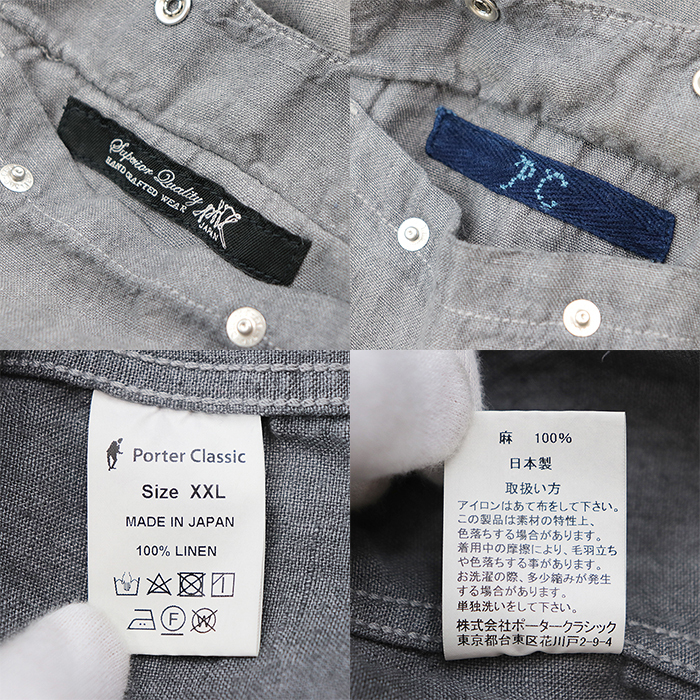 Superior Quality
HANDCRAFTED WEAR
JAPAN
PC
Porter Classic
Size XXL
MADE IN JAPAN
100% LINEN
麻 100%
日本製
取扱い方
アイロンはあて布をして下さい。
この製品は素材の特性上、
色落ちする場合があります。
着用中の摩擦により、毛羽立ち
や色落ちする事があります。
お洗濯の際、多少縮みが発生
する場合があります。
単独洗いをして下さい。
株式会社ポーター・クラシック
東京都台東区花川戸2-9-4